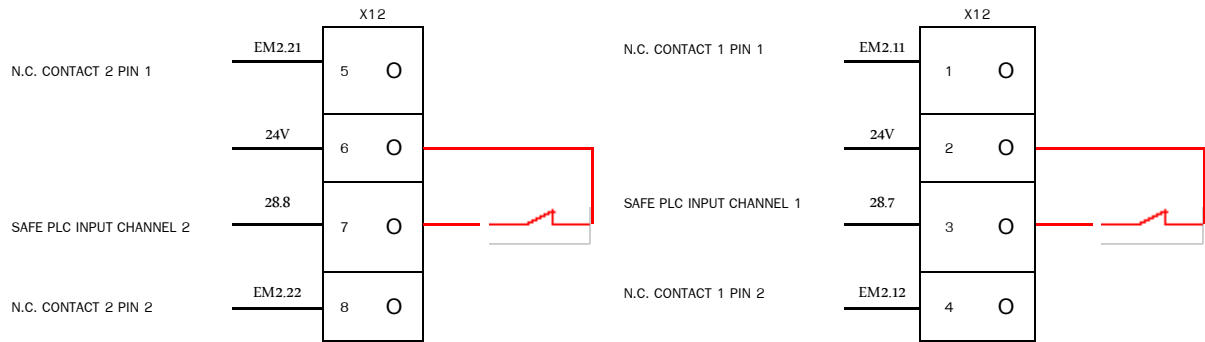 X12
EM2.21
N.C. CONTACT 2 PIN 1
5 O
24V
6 O
28.8
SAFE PLC INPUT CHANNEL 2
7 O
EM2.22
N.C. CONTACT 2 PIN 2
8 O
X12
N.C. CONTACT 1 PIN 1
EM2.11
1 O
24V
2 O
SAFE PLC INPUT CHANNEL 1
28.7
3 O
N.C. CONTACT 1 PIN 2
EM2.12
4 O